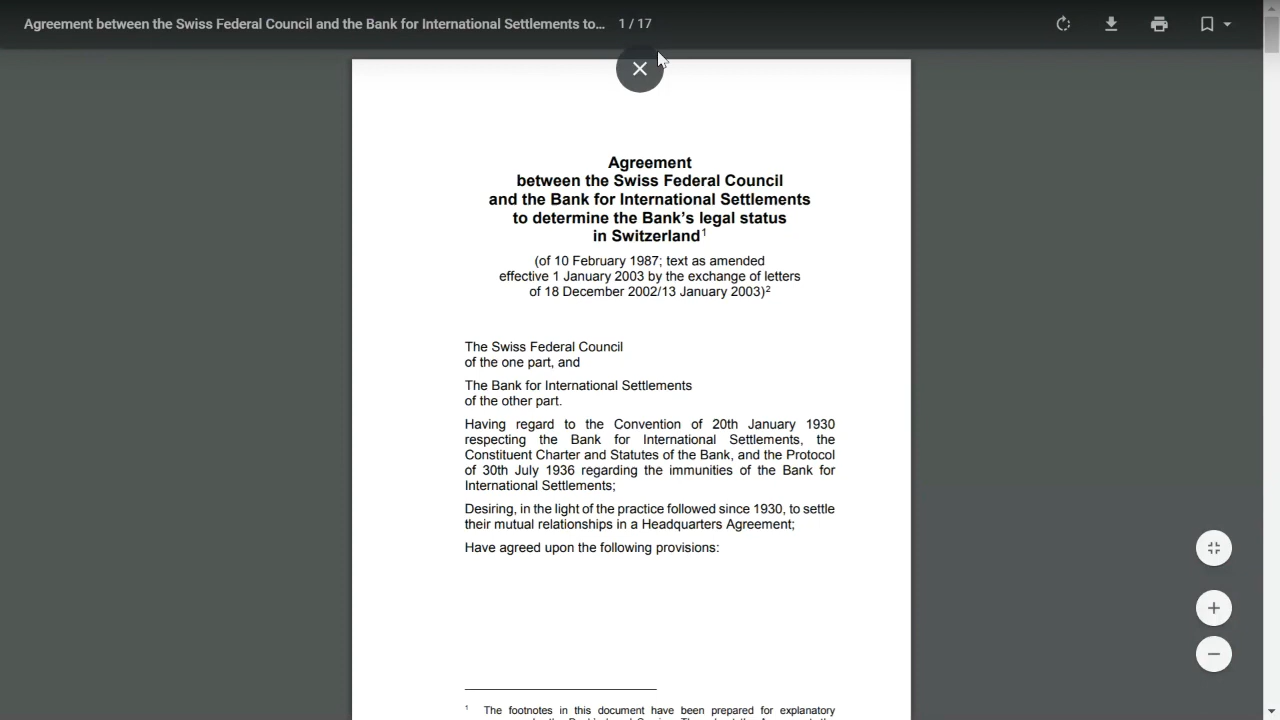 Agreement between the Swiss Federal Council and the Bank for International Settlements to... 1 / 17
Agreement
between the Swiss Federal Council
and the Bank for International Settlements
to determine the Bank's legal status
in Switzerland¹
(of 10 February 1987; text as amended
effective 1 January 2003 by the exchange of letters
of 18 December 2002/13 January 2003)²
The Swiss Federal Council
of the one part, and
The Bank for International Settlements
of the other part.
Having regard to the Convention of 20th January 1930
respecting the Bank for International Settlements, the
Constituent Charter and Statutes of the Bank, and the Protocol
of 30th July 1936 regarding the immunities of the Bank for
International Settlements;
Desiring, in the light of the practice followed since 1930, to settle
their mutual relationships in a Headquarters Agreement;
Have agreed upon the following provisions:
¹ The footnotes in this document have been prepared for explanatory